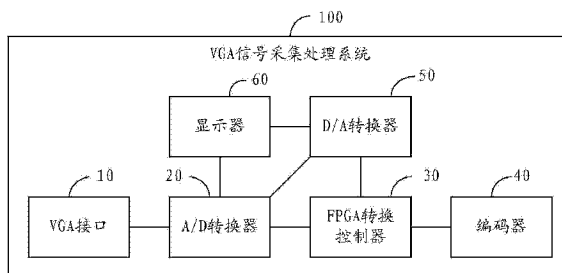 100
VGA信号采集处理系统
60
50
显示器
D/A转换器
10
20
30
40
VGA接口
A/D转换器
FPGA转换
控制器
编码器